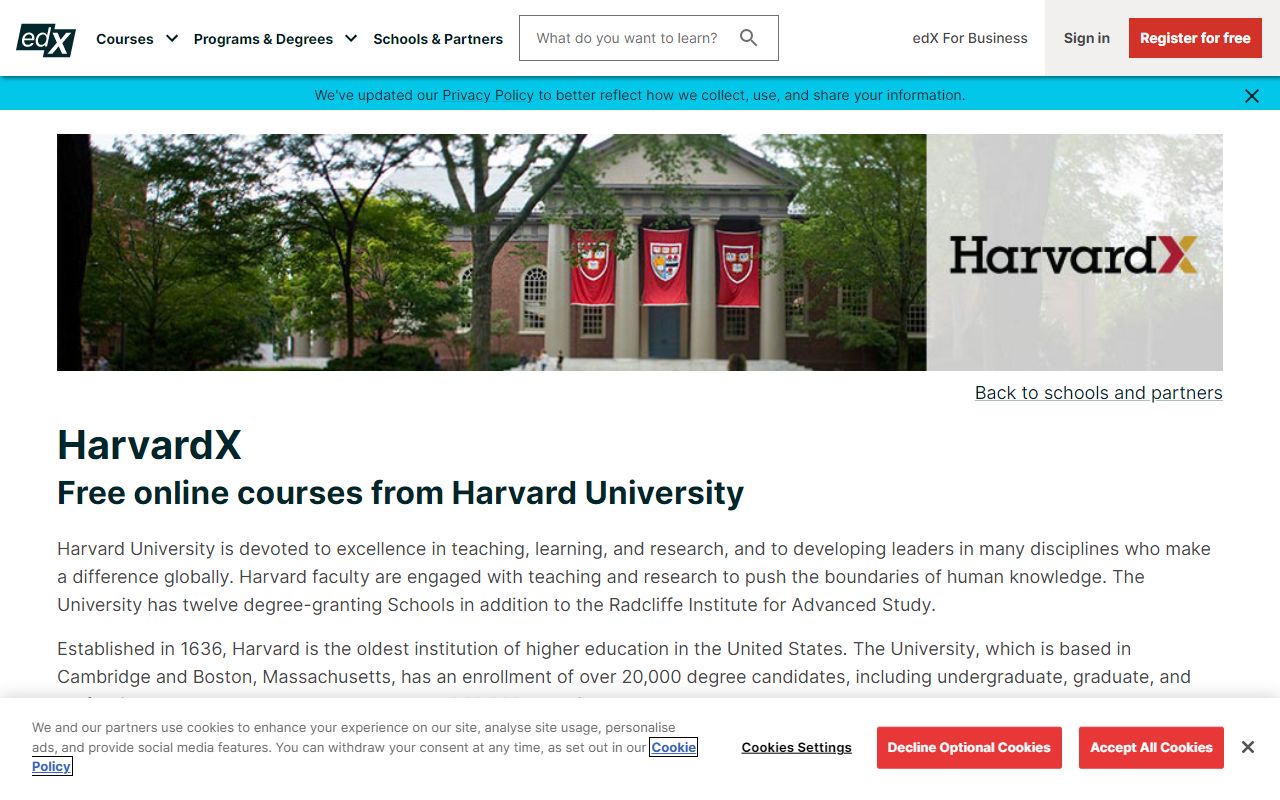 edX Courses Programs & Degrees Schools & Partners What do you want to learn? edX For Business Sign in Register for free
We've updated our Privacy Policy to better reflect how we collect, use, and share your information.
HarvardX
Back to schools and partners
HarvardX
Free online courses from Harvard University
Harvard University is devoted to excellence in teaching, learning, and research, and to developing leaders in many disciplines who make
a difference globally. Harvard faculty are engaged with teaching and research to push the boundaries of human knowledge. The
University has twelve degree-granting Schools in addition to the Radcliffe Institute for Advanced Study.
Established in 1636, Harvard is the oldest institution of higher education in the United States. The University, which is based in
Cambridge and Boston, Massachusetts, has an enrollment of over 20,000 degree candidates, including undergraduate, graduate, and
We and our partners use cookies to enhance your experience on our site, analyse site usage, personalise
ads, and provide social media features. You can withdraw your consent at any time, as set out in our Cookie
Policy
Cookies Settings
Decline Optional Cookies
Accept All Cookies